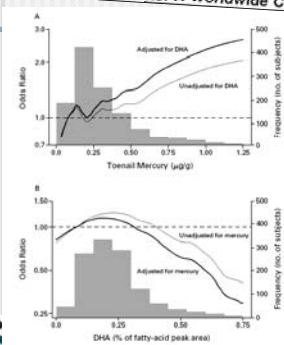 Worldwide C
A
3.0
2.0
1.0
0.7
Odds Ratio
Adjusted for DHA
Unadjusted for DHA
500
400
300
200
100
0
Frequency (no. of subjects)
0.0 0.25 0.50 0.75 1.00 1.25
Toenail Mercury (µg/g)
B
1.50
1.00
0.50
0.25
Odds Ratio
Unadjusted for mercury
Adjusted for mercury
500
400
300
200
100
0
Frequency (no. of subjects)
0.00 0.25 0.50 0.75
DHA (% of fatty-acid peak area)